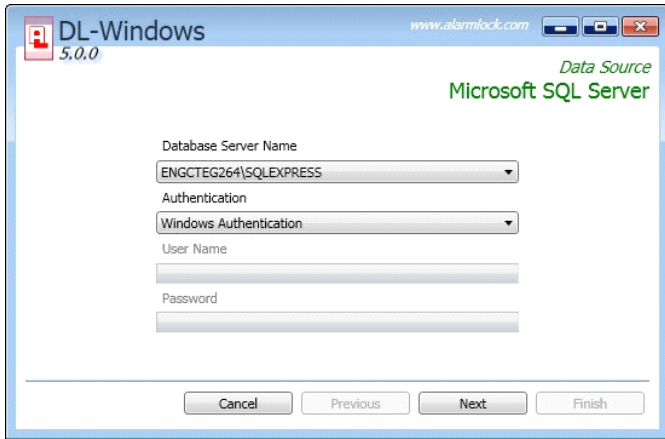 DL-Windows
www.alarmlock.com
5.0.0
Data Source
Microsoft SQL Server
Database Server Name
ENGCTEG264\SQLEXPRESS
Authentication
Windows Authentication
User Name
Password
Cancel Previous Next Finish